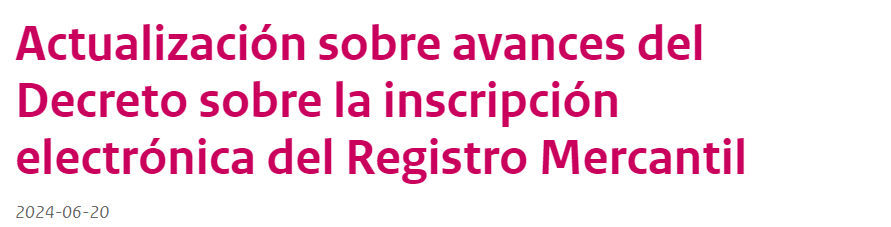 Actualización sobre avances del
Decreto sobre la inscripción
electrónica del Registro Mercantil
2024-06-20